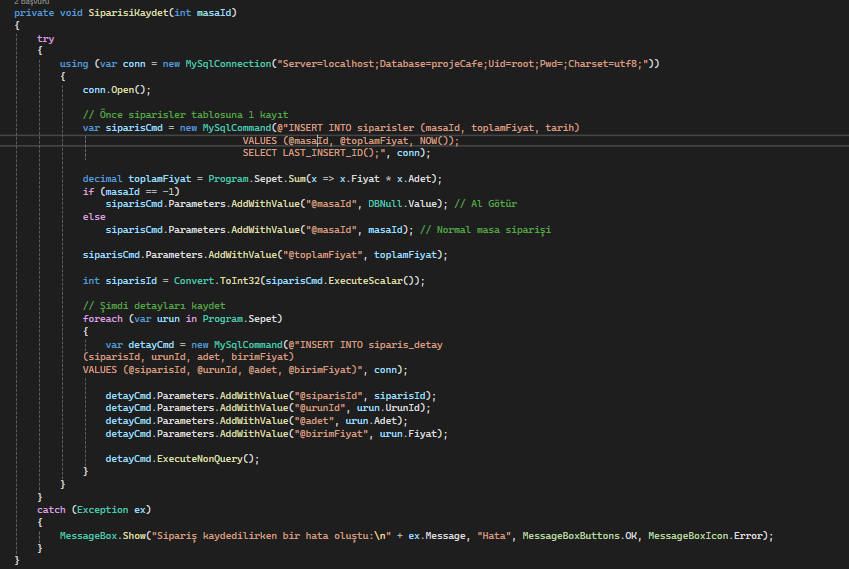 2 başvuru
private void SiparisiKaydet(int masaId)
{
try
{
using (var conn = new MySqlConnection("Server=localhost;Database=projeCafe;Uid=root;Pwd=;Charset=utf8;"))
{
conn.Open();
// Önce siparisler tablosuna 1 kayıt
var siparisCmd = new MySqlCommand(@"INSERT INTO siparisler (masaId, toplamFiyat, tarih)
VALUES (@masaId, @toplamFiyat, NOW());
SELECT LAST_INSERT_ID();", conn);
decimal toplamFiyat = Program.Sepet.Sum(x => x.Fiyat * x.Adet);
if (masaId == -1)
siparisCmd.Parameters.AddWithValue("@masaId", DBNull.Value); // Al Götür
else
siparisCmd.Parameters.AddWithValue("@masaId", masaId); // Normal masa siparişi
siparisCmd.Parameters.AddWithValue("@toplamFiyat", toplamFiyat);
int siparisId = Convert.ToInt32(siparisCmd.ExecuteScalar());
// Şimdi detayları kaydet
foreach (var urun in Program.Sepet)
{
var detayCmd = new MySqlCommand(@"INSERT INTO siparis_detay
(siparisId, urunId, adet, birimFiyat)
VALUES (@siparisId, @urunId, @adet, @birimFiyat)", conn);
detayCmd.Parameters.AddWithValue("@siparisId", siparisId);
detayCmd.Parameters.AddWithValue("@urunId", urun.UrunId);
detayCmd.Parameters.AddWithValue("@adet", urun.Adet);
detayCmd.Parameters.AddWithValue("@birimFiyat", urun.Fiyat);
detayCmd.ExecuteNonQuery();
}
}
}
catch (Exception ex)
{
MessageBox.Show("Sipariş kaydedilirken bir hata oluştu:\n" + ex.Message, "Hata", MessageBoxButtons.OK, MessageBoxIcon.Error);
}
}